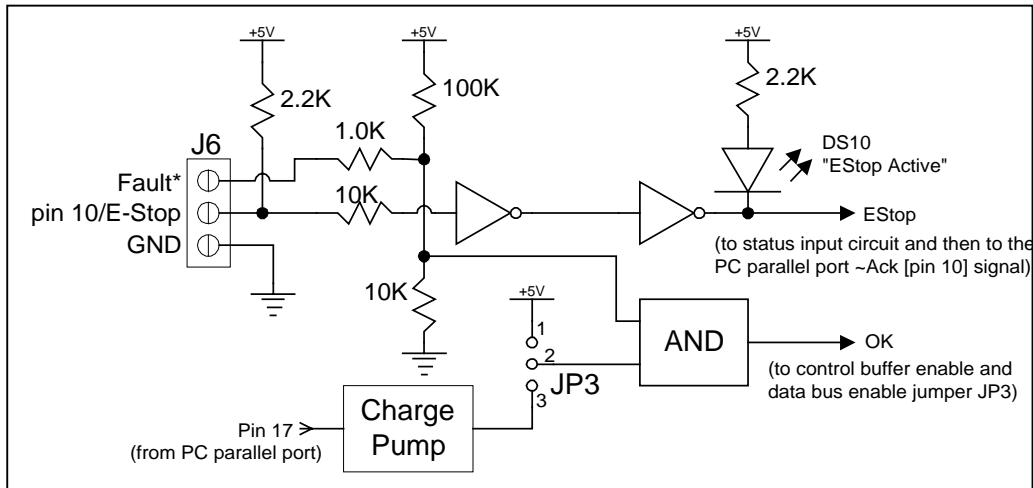 +5V
+5V
+5V
2.2K
100K
2.2K
J6
1.0K
DS10
"EStop Active"
Fault*
pin 10/E-Stop
10K
EStop
GND
(to status input circuit and then to the
PC parallel port ~Ack [pin 10] signal)
10K
+5V
1
2
3
JP3
AND
OK
(to control buffer enable and
data bus enable jumper JP3)
Charge
Pump
Pin 17
(from PC parallel port)